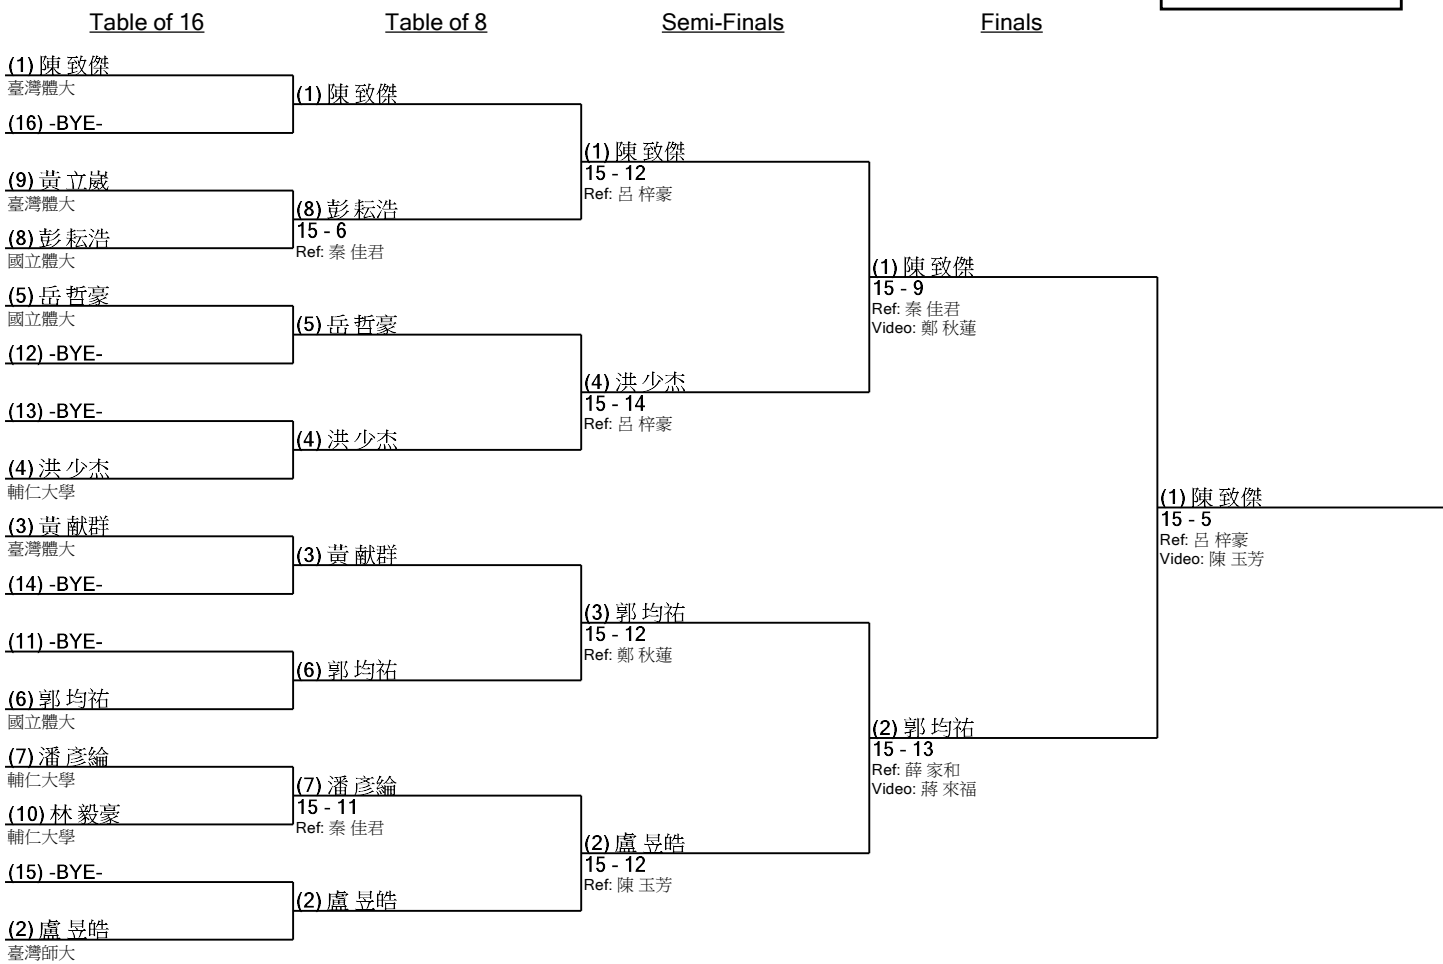 Table of 16
Table of 8
Semi-Finals
Finals
(1) 陳 致傑
臺灣體大
(16) -BYE-
(9) 黃 立崴
臺灣體大
(8) 彭 耘浩
國立體大
(5) 岳 哲豪
國立體大
(12) -BYE-
(13) -BYE-
(4) 洪 少杰
輔仁大學
(3) 黃 献群
臺灣體大
(14) -BYE-
(11) -BYE-
(6) 郭 均祐
國立體大
(7) 潘 彥綸
輔仁大學
(10) 林 毅豪
輔仁大學
(15) -BYE-
(2) 盧 昱皓
臺灣師大
(1) 陳 致傑
(8) 彭 耘浩
15 - 6
Ref: 秦 佳君
(5) 岳 哲豪
(4) 洪 少杰
(3) 黃 献群
(6) 郭 均祐
(7) 潘 彥綸
15 - 11
Ref: 秦 佳君
(2) 盧 昱皓
(1) 陳 致傑
15 - 12
Ref: 呂 梓豪
(4) 洪 少杰
15 - 14
Ref: 呂 梓豪
(3) 郭 均祐
15 - 12
Ref: 鄭 秋蓮
(2) 盧 昱皓
15 - 12
Ref: 陳 玉芳
(1) 陳 致傑
15 - 9
Ref: 秦 佳君
Video: 鄭 秋蓮
(2) 郭 均祐
15 - 13
Ref: 薛 家和
Video: 蔣 來福
(1) 陳 致傑
15 - 5
Ref: 呂 梓豪
Video: 陳 玉芳